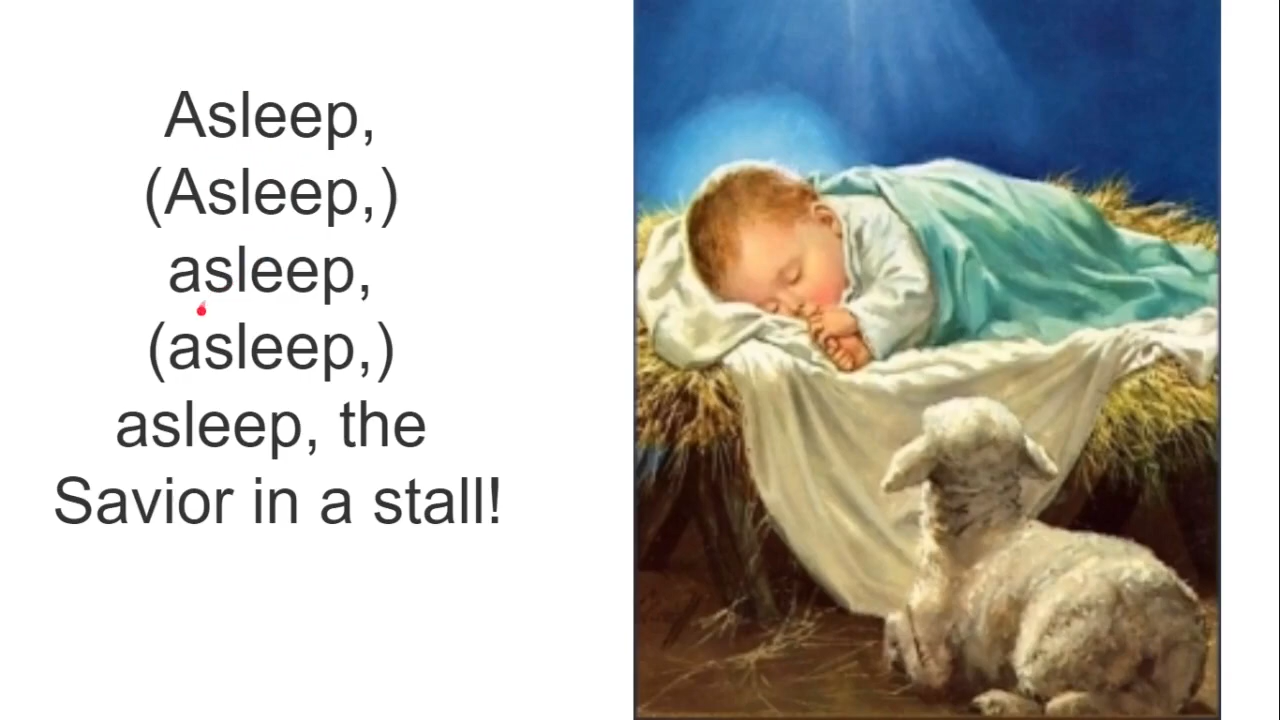 Asleep,
(Asleep,)
asleep,
(asleep,)
asleep, the
Savior in a stall!